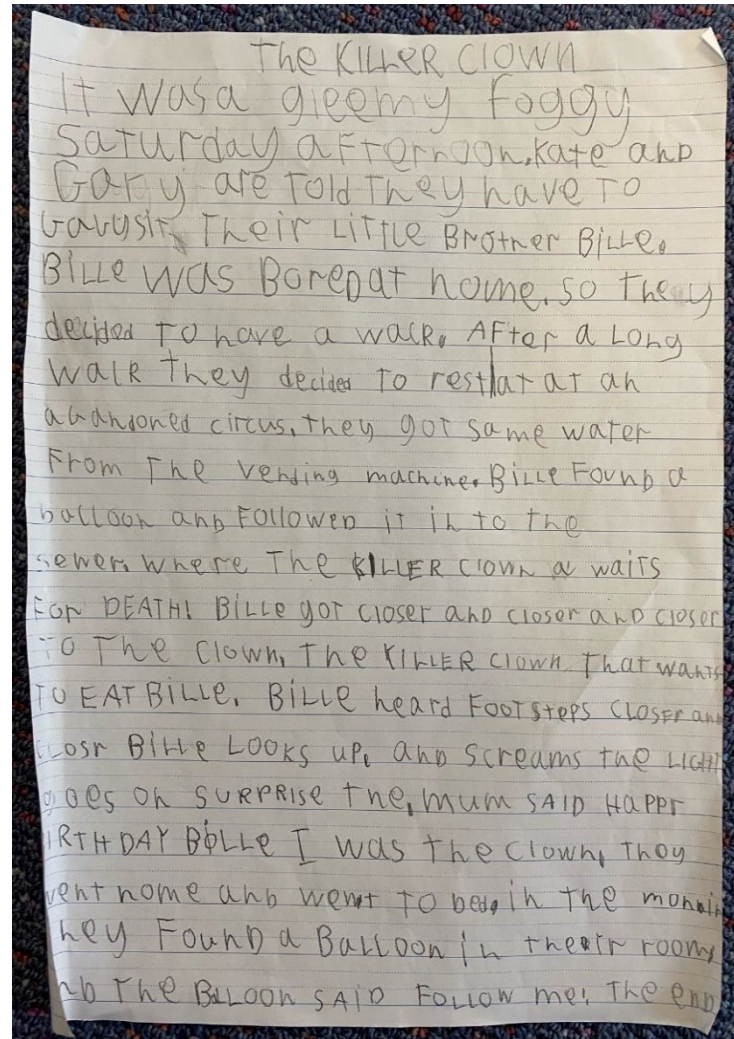 The KILLER CLOWN
It was a gleemy foggy
Saturday afternoon. Kate and
Gary are told They have to
bavysit Their Little Brother Bille.
Bille was Bored at home. so they
decided to have a walk. After a Long
walk they decided to rest at at an
abandoned circus. they got same water
From The vending machine. Bille Found a
balloon and Followed it in to the
sewer. where The KILLER clown a waits
For DEATH! Bille got closer and closer and closer
To The clown, The KILLER clown That wants
To EAT BILLE. BILLE heard Footsteps closer an
closr Bille Looks up. and screams the LIGHT
goes on SURPRISE the, mum SAID HAPPY
IRTHDAY BILLe I was the clown, They
went home and went To bed. in The mornin
hey Found a Balloon in their room
nd The Balloon SAID Follow me! The end